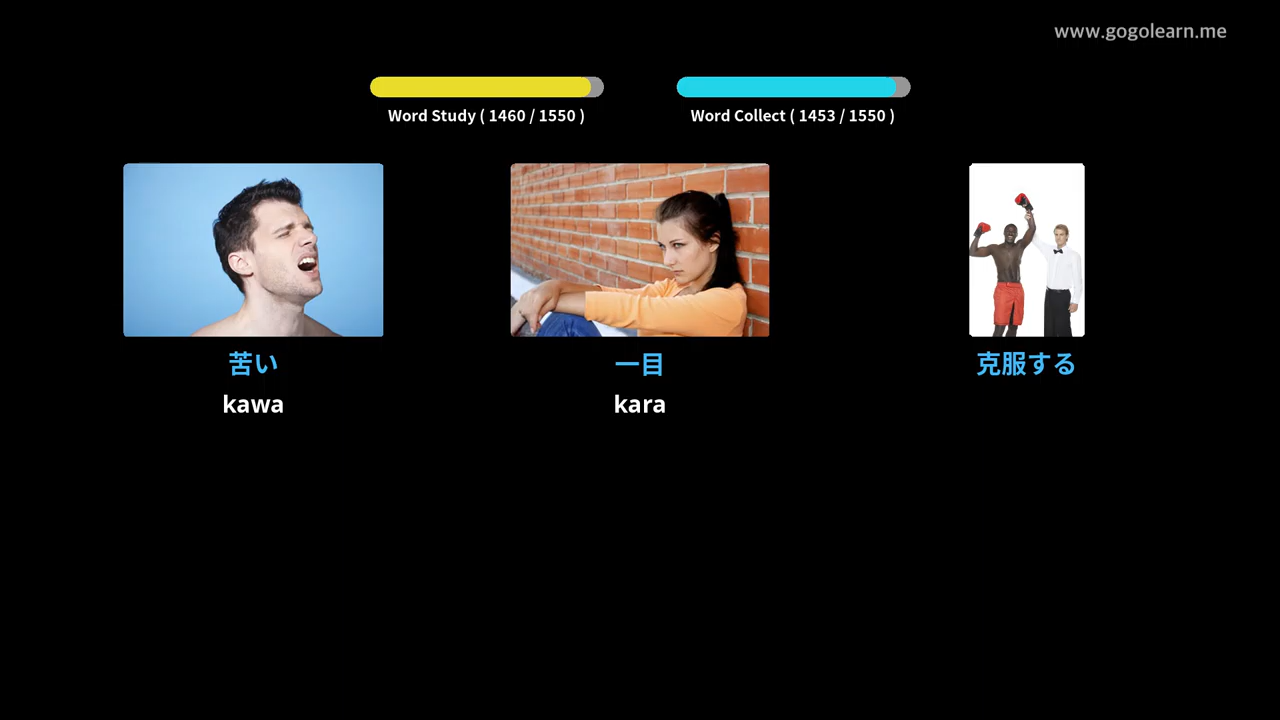 www.gogolearn.me
Word Study ( 1460 / 1550 )
Word Collect ( 1453 / 1550 )
苦い
一目
克服する
kawa
kara